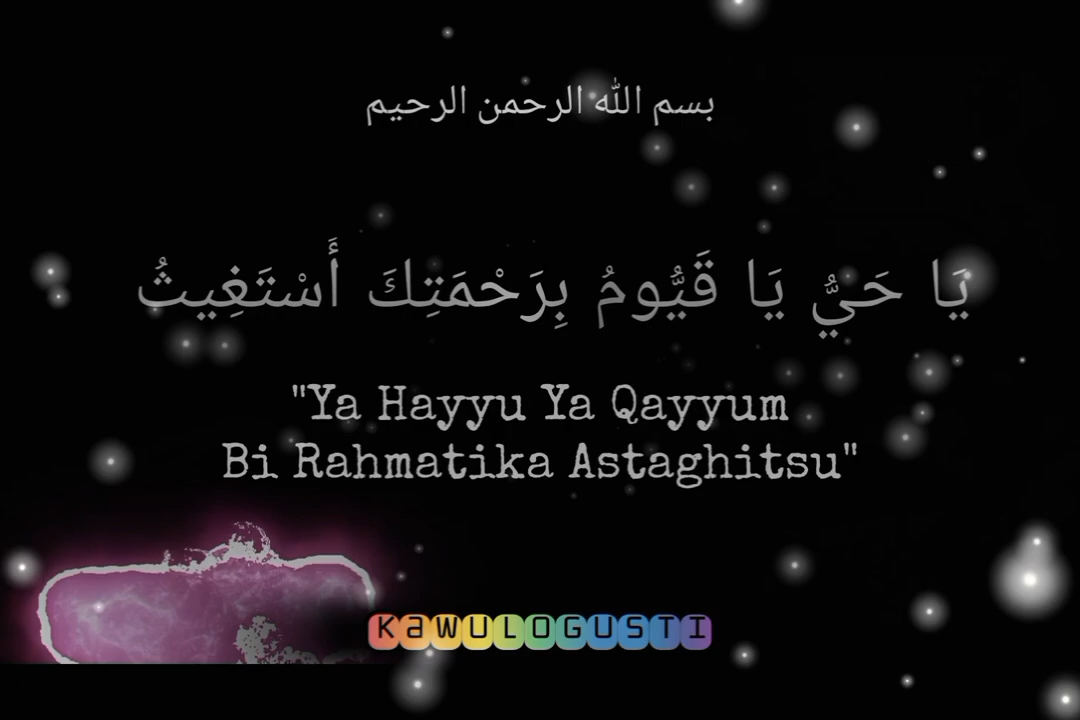 بسم الله الرحمن الرحيم
يَا حَيُّ يَا قَيُّومُ بِرَحْمَتِكَ أَسْتَغِيثُ
"Ya Hayyu Ya Qayyum
Bi Rahmatika Astaghitsu"
KaWULOGUSTI